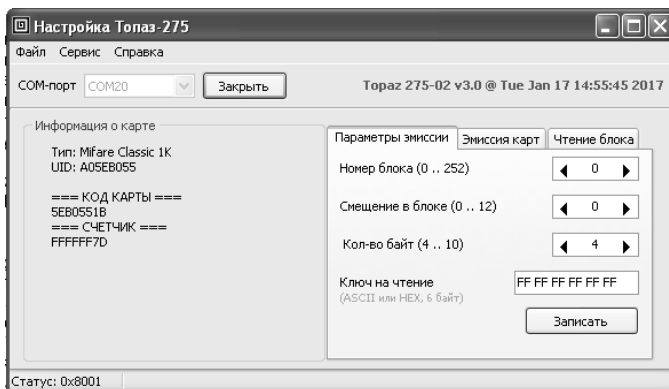 Настройка Топаз-275
Файл Сервис Справка
COM-порт COM20 Закрыть Topaz 275-02 v3.0 @ Tue Jan 17 14:55:45 2017
Информация о карте
Тип: Mifare Classic 1K
UID: A05EB055
=== КОД КАРТЫ ===
5EB0551B
=== СЧЕТЧИК ===
FFFFFF7D
Параметры эмиссии Эмиссия карт Чтение блока
Номер блока (0 .. 252) 0
Смещение в блоке (0 .. 12) 0
Кол-во байт (4 .. 10) 4
Ключ на чтение FF FF FF FF FF FF
(ASCII или HEX, 6 байт)
Записать
Статус: 0x8001